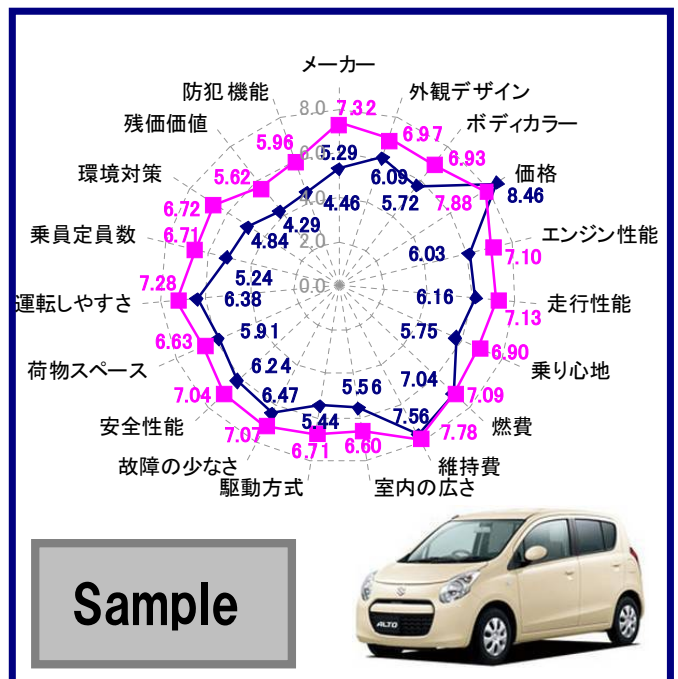 メーカー
防犯機能
外観デザイン
8.0
7.32
残価価値
ボディカラー
5.96
6.97
6.93
環境対策
5.62
6.0
5.29
6.09
価格
6.72
4.0
4.46
5.72
7.88
8.46
乗員定員数
6.71
4.29
4.84
2.0
6.03
エンジン性能
7.10
7.28
5.24
運転しやすさ
6.38
0.0
6.16
走行性能
7.13
6.63
5.91
5.75
6.90
荷物スペース
乗り心地
7.04
6.24
7.04
7.09
安全性能
6.47
5.56
7.56
燃費
7.07
5.44
7.78
故障の少なさ
6.71
6.60
維持費
駆動方式
室内の広さ
Sample
ALTO